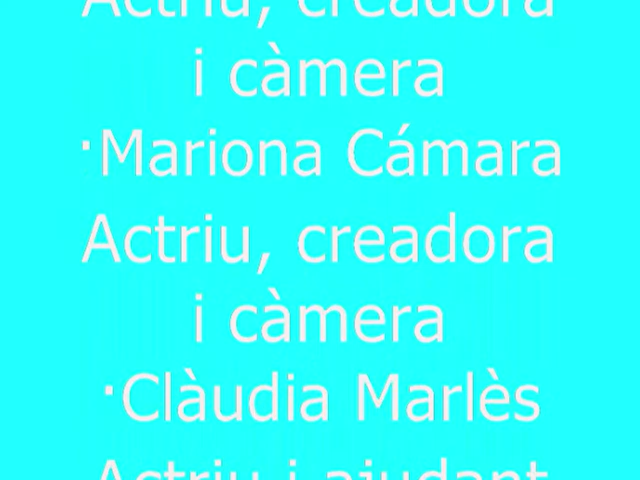 Actriu, creadora
i càmera
·Mariona Cámara
Actriu, creadora
i càmera
·Clàudia Marlès
Actriu i ajudant